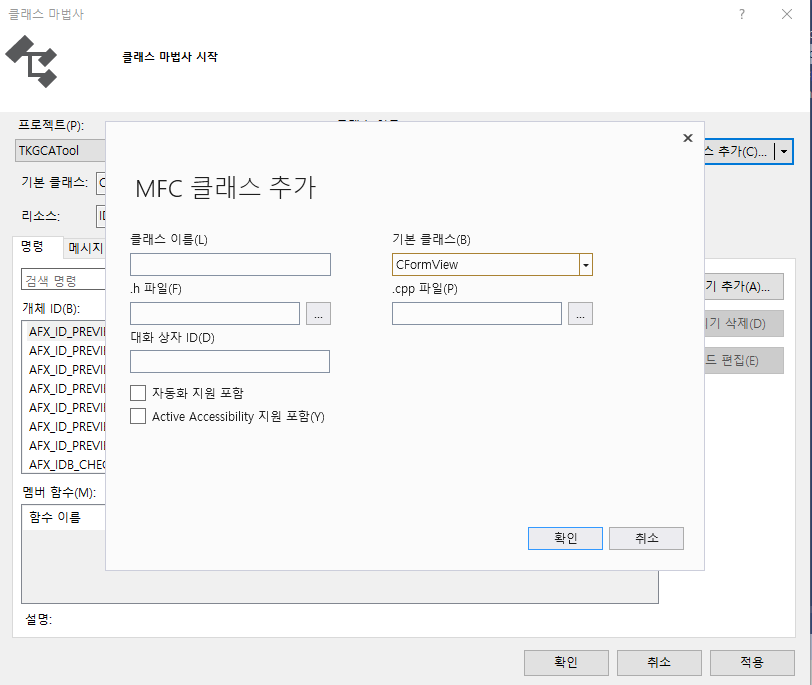 클래스 마법사
?
클래스 마법사 시작
프로젝트(P):
TKGCATool
스 추가(C)...
기본 클래스:
리소스:
명령
메시지
검색 명령
기 추가(A)...
개체 ID(B):
기 삭제(D)
드 편집(E)
AFX_ID_PREVI
AFX_ID_PREVI
AFX_ID_PREVI
AFX_ID_PREVI
AFX_ID_PREVI
AFX_ID_PREVI
AFX_ID_PREVI
AFX_IDB_CHEC
멤버 함수(M):
함수 이름
설명:
MFC 클래스 추가
클래스 이름(L)
기본 클래스(B)
CFormView
.h 파일(F)
.cpp 파일(P)
...
...
대화 상자 ID(D)
자동화 지원 포함
Active Accessibility 지원 포함(Y)
확인
취소
확인
취소
적용